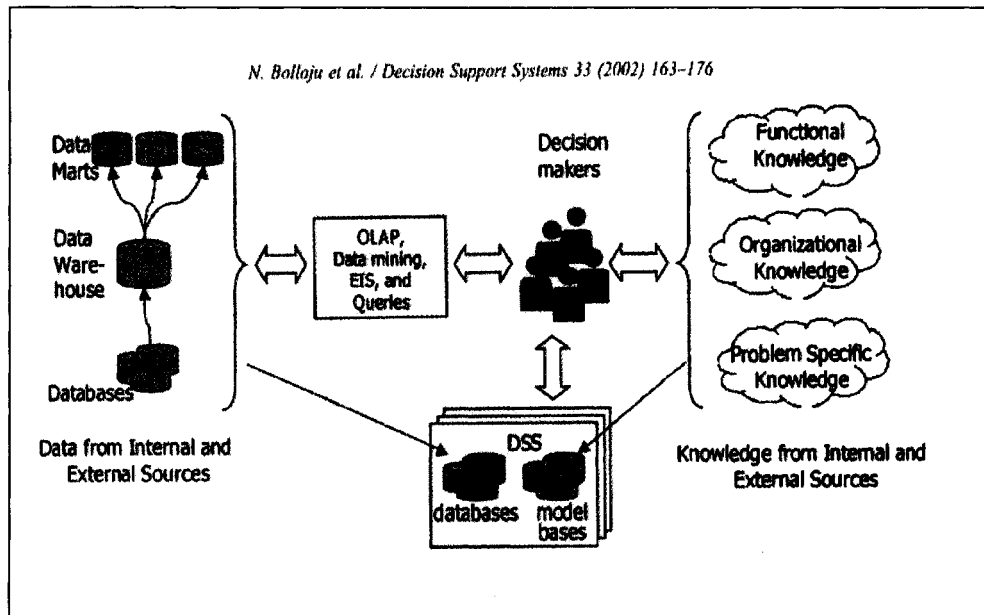 N. Bolloju et al. / Decision Support Systems 33 (2002) 163–176
Data
Marts
Data
Ware-
house
Databases
Data from Internal and
External Sources
OLAP,
Data mining,
EIS, and
Queries
Decision
makers
DSS
databases
model
bases
Functional
Knowledge
Organizational
Knowledge
Problem Specific
Knowledge
Knowledge from Internal and
External Sources